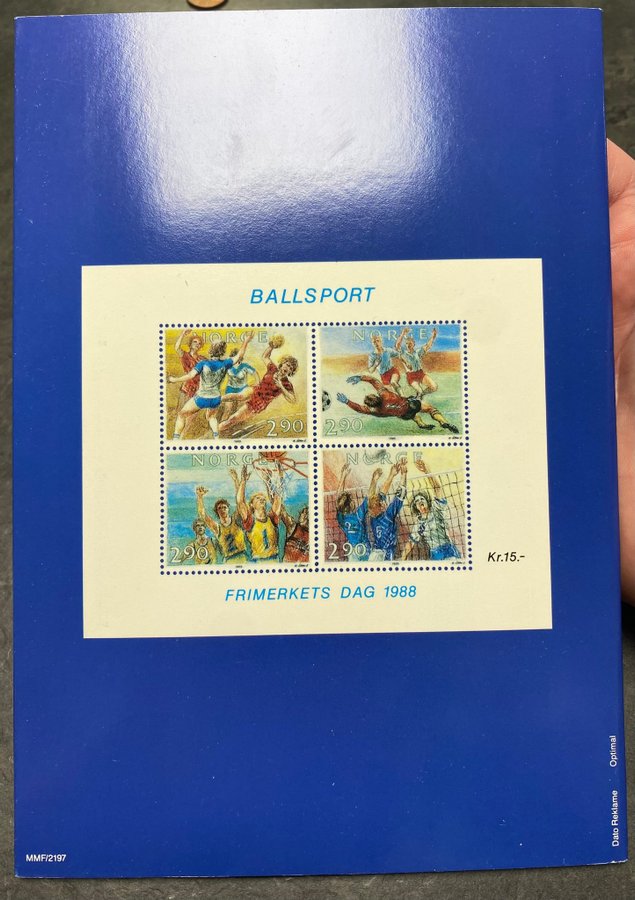 BALLSPORT
NORGE
2.90
NORGE
2.90
NORGE
2.90
NORGE
2.90
Kr.15.-
FRIMERKETS DAG 1988
MMF/2197
Dato Reklame Optimal